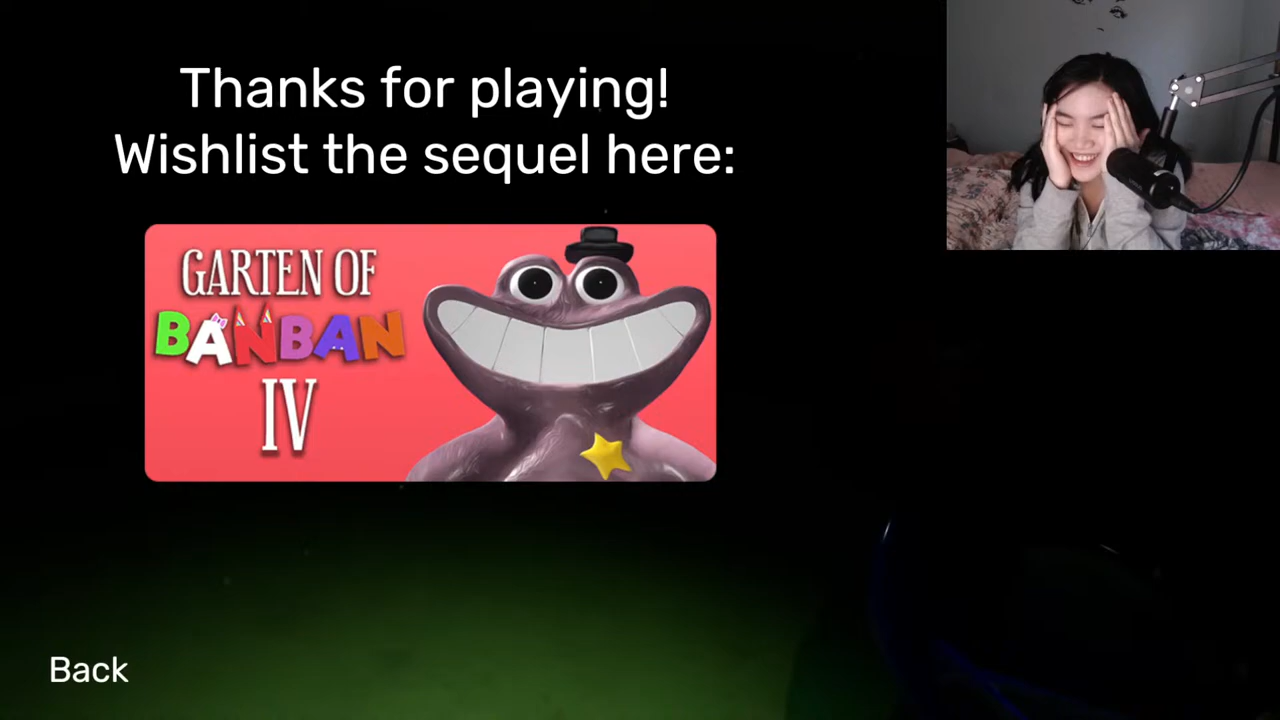 Thanks for playing!
Wishlist the sequel here:
GARTEN OF
BANBAN
IV
Back